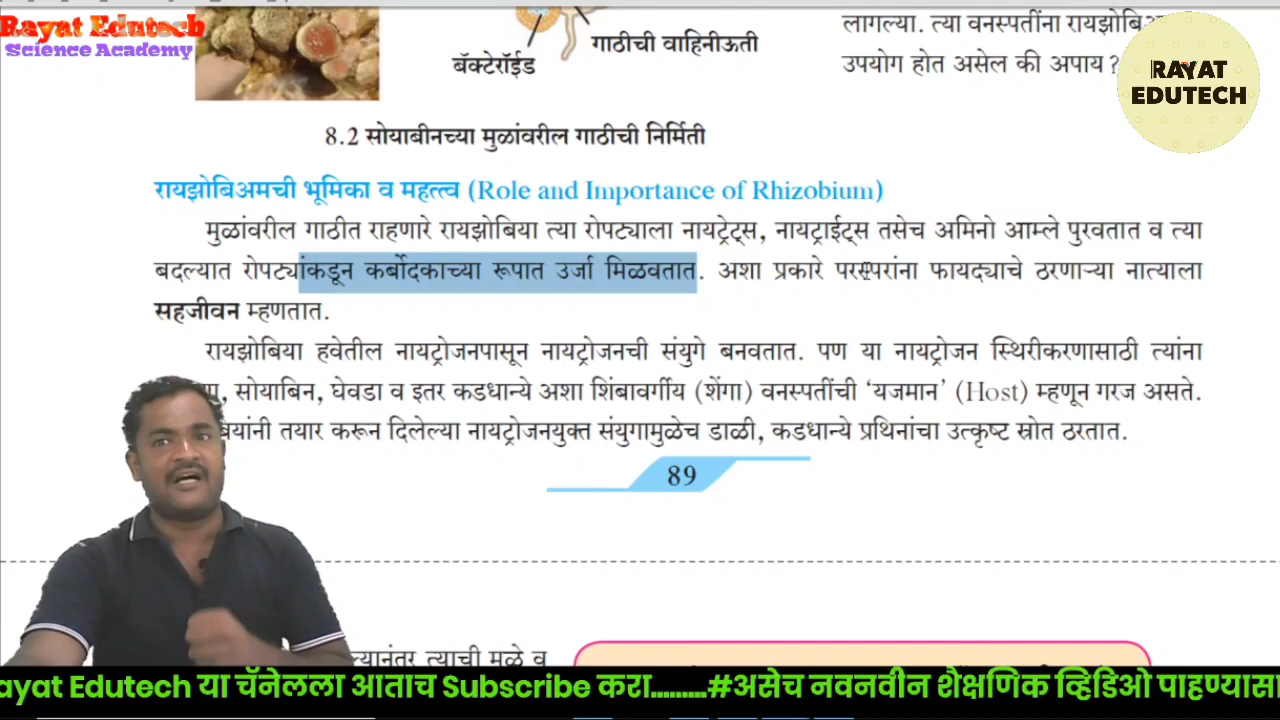 Rayat Edutech
Science Academy
बॅक्टेरॉईड
गाठीची वाहिनीऊती
लागल्या. त्या वनस्पतींना
उपयोग होत असेल की अपाय?
RAYAT
EDUTECH
8.2 सोयाबीनच्या मुळांवरील गाठीची निर्मिती
रायझोबिअमची भूमिका व महत्त्व (Role and Importance of Rhizobium)
मुळांवरील गाठीत राहणारे रायझोबिया त्या रोपट्याला नायट्रेट्स, नायट्राईट्स तसेच अमिनो आम्ले पुरवतात व त्या
बदल्यात रोपट्यांकडून कर्बोदकाच्या रूपात उर्जा मिळवतात. अशा प्रकारे परस्परांना फायद्याचे ठरणाऱ्या नात्याला
सहजीवन म्हणतात.
रायझोबिया हवेतील नायट्रोजनपासून नायट्रोजनची संयुगे बनवतात. पण या नायट्रोजन स्थिरीकरणासाठी त्यांना
सोयाबिन, घेवडा व इतर कडधान्ये अशा शिंबावर्गीय (शेंगा) वनस्पतींची ‘यजमान’ (Host) म्हणून गरज असते.
तयार करून दिलेल्या नायट्रोजनयुक्त संयुगामुळेच डाळी, कडधान्ये प्रथिनांचा उत्कृष्ट स्रोत ठरतात.
89
त्याची मुळे व
ayat Edutech या चॅनेलला आताच Subscribe करा.........#असेच नवनवीन शैक्षणिक व्हिडिओ पाहण्यासा